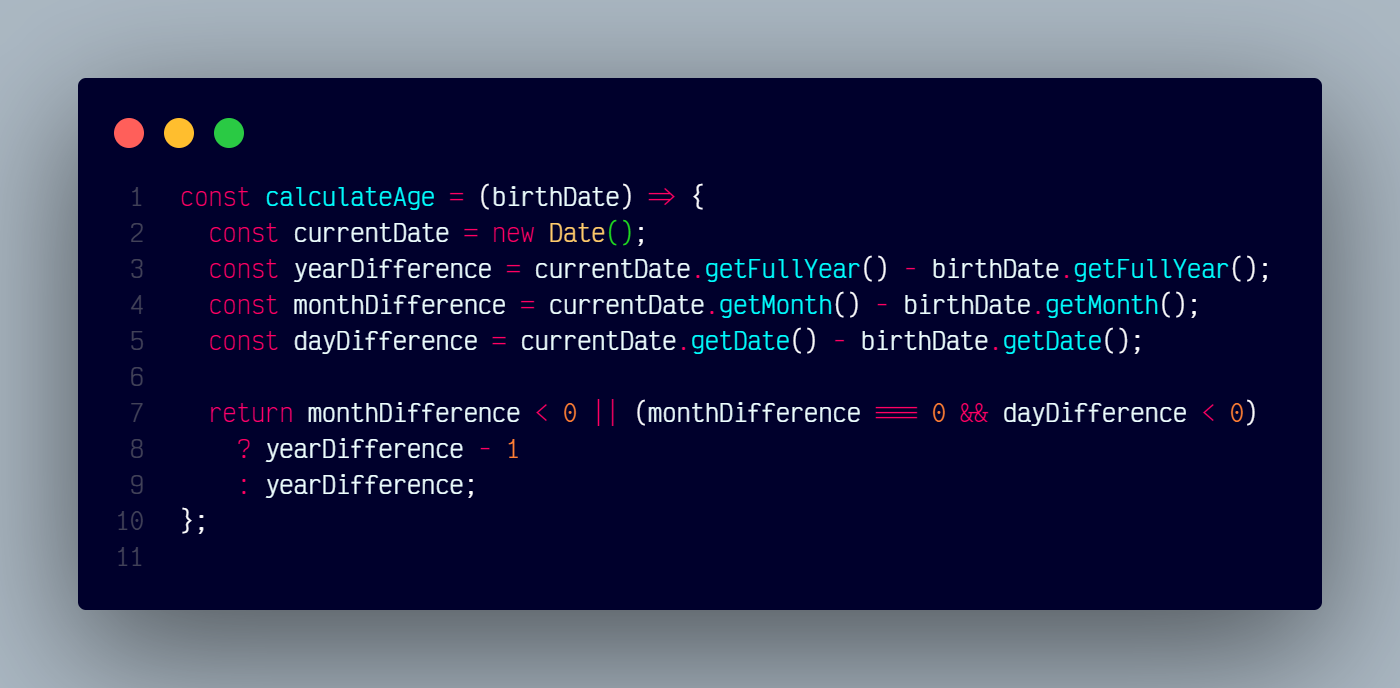 1 const calculateAge = (birthDate) => {
2   const currentDate = new Date();
3   const yearDifference = currentDate.getFullYear() - birthDate.getFullYear();
4   const monthDifference = currentDate.getMonth() - birthDate.getMonth();
5   const dayDifference = currentDate.getDate() - birthDate.getDate();
6
7   return monthDifference < 0 || (monthDifference === 0 && dayDifference < 0)
8     ? yearDifference - 1
9     : yearDifference;
10 };
11